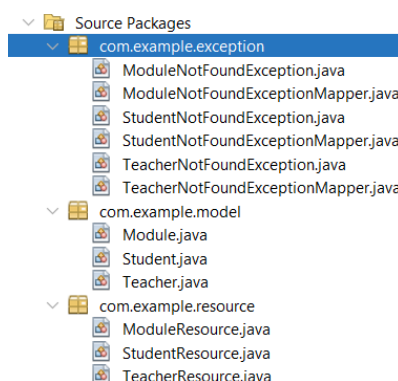 Source Packages
com.example.exception
ModuleNotFoundException.java
ModuleNotFoundExceptionMapper.java
StudentNotFoundException.java
StudentNotFoundExceptionMapper.java
TeacherNotFoundException.java
TeacherNotFoundExceptionMapper.java
com.example.model
Module.java
Student.java
Teacher.java
com.example.resource
ModuleResource.java
StudentResource.java
TeacherResource.java